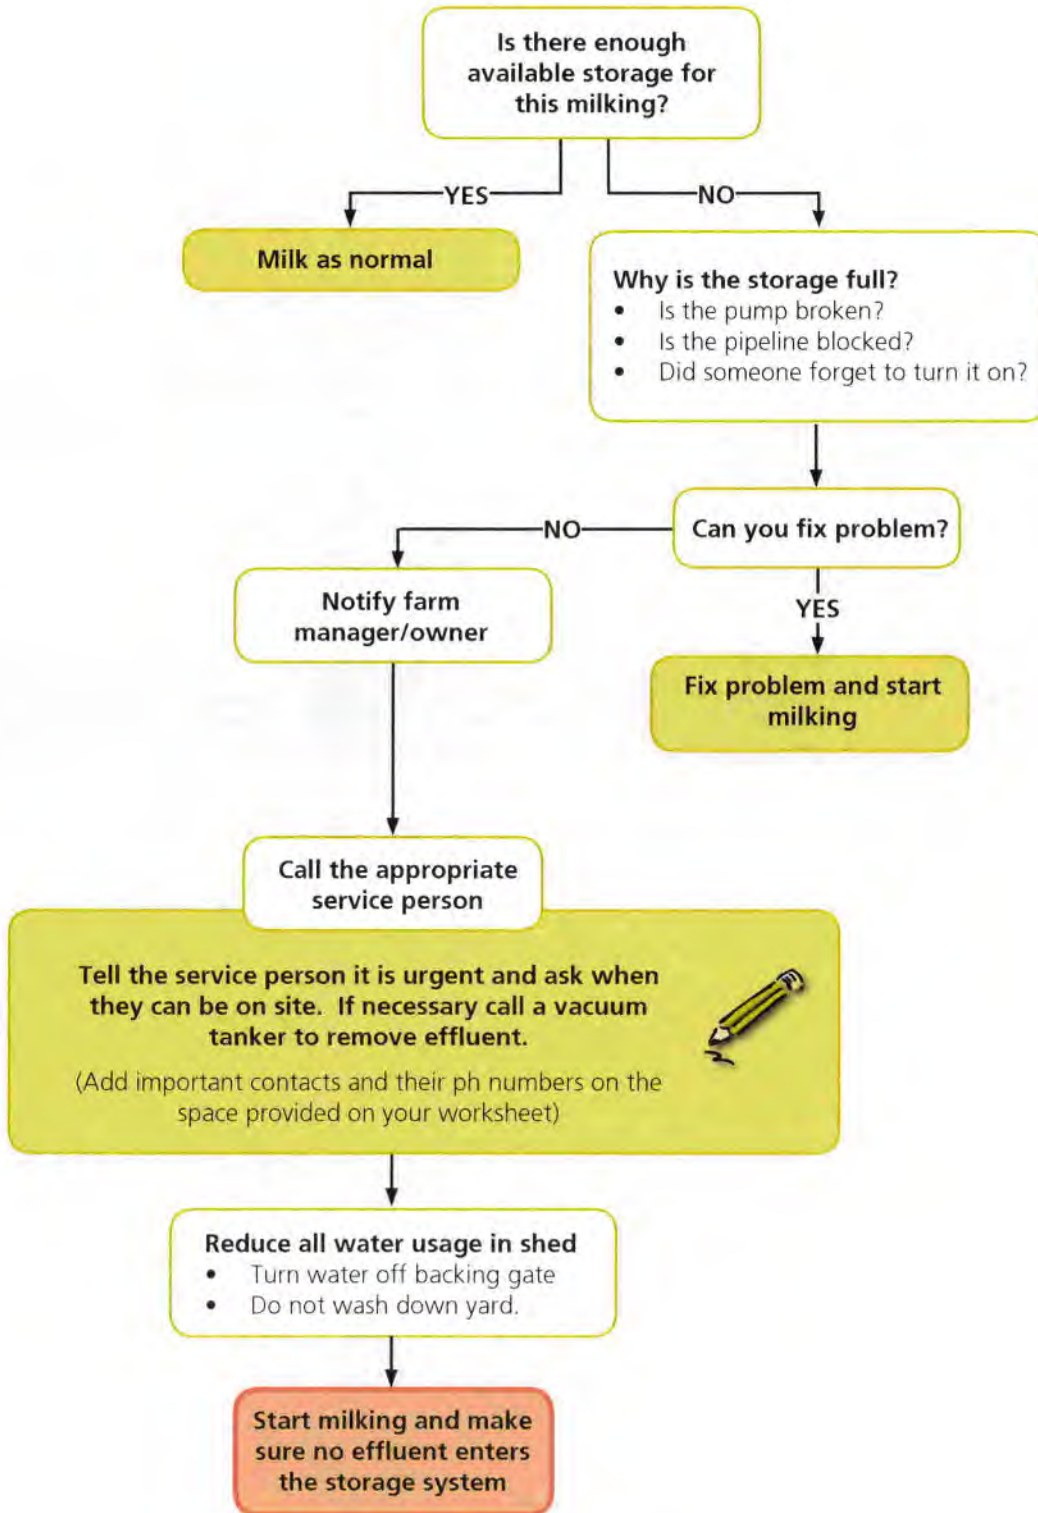 Is there enough
available storage for
this milking?
YES
NO
Milk as normal
Why is the storage full?
• Is the pump broken?
• Is the pipeline blocked?
• Did someone forget to turn it on?
Can you fix problem?
NO
YES
Notify farm
manager/owner
Fix problem and start
milking
Call the appropriate
service person
Tell the service person it is urgent and ask when
they can be on site. If necessary call a vacuum
tanker to remove effluent.
(Add important contacts and their ph numbers on the
space provided on your worksheet)
Reduce all water usage in shed
• Turn water off backing gate
• Do not wash down yard.
Start milking and make
sure no effluent enters
the storage system